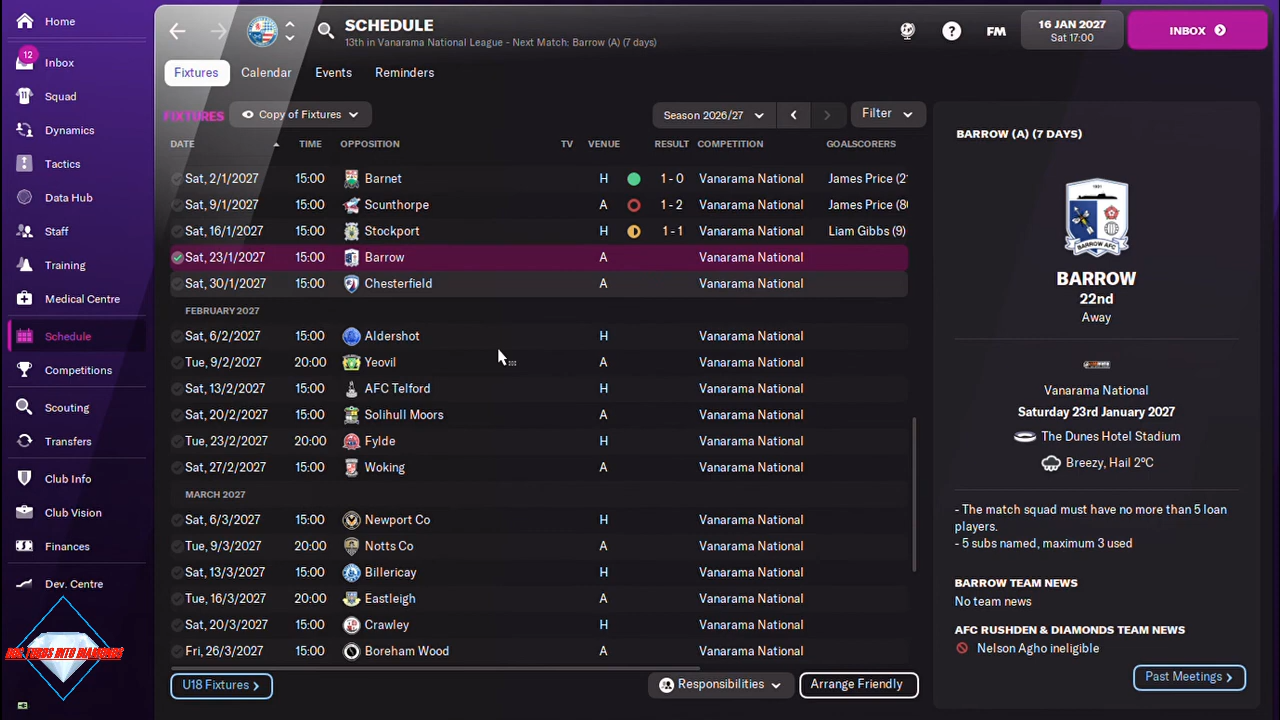 Home
SCHEDULE
13th in Vanarama National League - Next Match: Barrow (A) (7 days)
FM
16 JAN 2027
Sat 17:00
INBOX
12
Inbox
Squad
Dynamics
Tactics
Data Hub
Staff
Training
Medical Centre
Schedule
Competitions
Scouting
Transfers
Club Info
Club Vision
Finances
Dev. Centre
Fixtures Calendar Events Reminders
FIXTURES Copy of Fixtures Season 2026/27 Filter
DATE TIME OPPOSITION TV VENUE RESULT COMPETITION GOALSCORERS
Sat, 2/1/2027 15:00 Barnet H 1 - 0 Vanarama National James Price (2
Sat, 9/1/2027 15:00 Scunthorpe A 1 - 2 Vanarama National James Price (8
Sat, 16/1/2027 15:00 Stockport H 1 - 1 Vanarama National Liam Gibbs (9)
Sat, 23/1/2027 15:00 Barrow A Vanarama National
Sat, 30/1/2027 15:00 Chesterfield A Vanarama National
FEBRUARY 2027
Sat, 6/2/2027 15:00 Aldershot H Vanarama National
Tue, 9/2/2027 20:00 Yeovil A Vanarama National
Sat, 13/2/2027 15:00 AFC Telford H Vanarama National
Sat, 20/2/2027 15:00 Solihull Moors A Vanarama National
Tue, 23/2/2027 20:00 Fylde H Vanarama National
Sat, 27/2/2027 15:00 Woking A Vanarama National
MARCH 2027
Sat, 6/3/2027 15:00 Newport Co H Vanarama National
Tue, 9/3/2027 20:00 Notts Co A Vanarama National
Sat, 13/3/2027 15:00 Billericay H Vanarama National
Tue, 16/3/2027 20:00 Eastleigh A Vanarama National
Sat, 20/3/2027 15:00 Crawley H Vanarama National
Fri, 26/3/2027 15:00 Boreham Wood A Vanarama National
U18 Fixtures Responsibilities Arrange Friendly
BARROW (A) (7 DAYS)
BARROW AFC
BARROW
22nd
Away
Vanarama National
Saturday 23rd January 2027
The Dunes Hotel Stadium
Breezy, Hail 2ºC
- The match squad must have no more than 5 loan
players.
- 5 subs named, maximum 3 used
BARROW TEAM NEWS
No team news
AFC RUSHDEN & DIAMONDS TEAM NEWS
Nelson Agho ineligible
Past Meetings